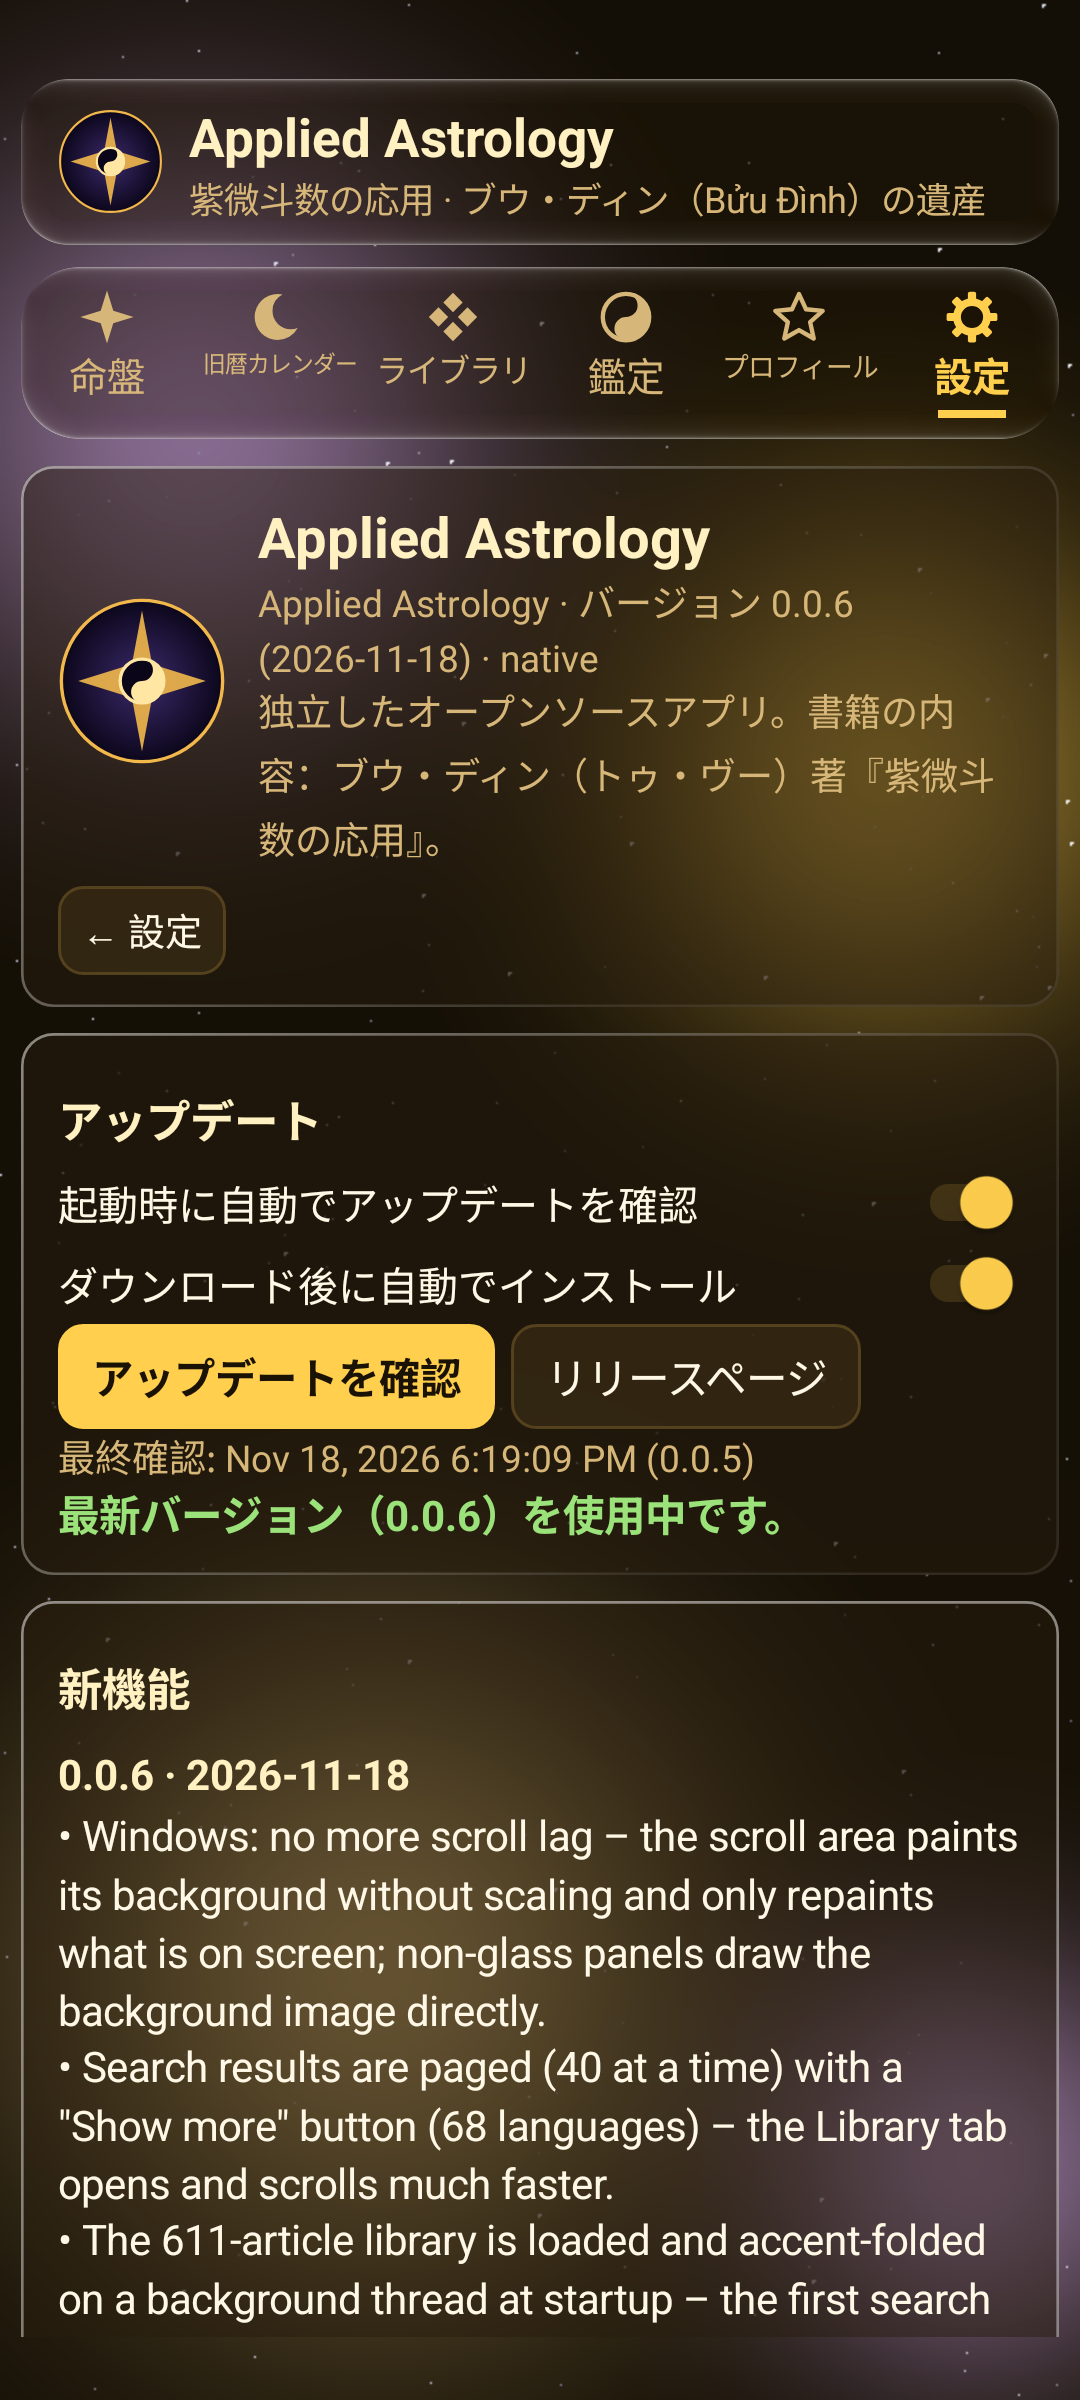 Applied Astrology
紫微斗数の応用 · ブウ・ディン（Bửu Đình）の遺産
命盤
旧暦カレンダー
ライブラリ
鑑定
プロフィール
設定
Applied Astrology
Applied Astrology · バージョン 0.0.6
(2026-11-18) · native
独立したオープンソースアプリ。書籍の内
容：ブウ・ディン（トゥ・ヴー）著『紫微斗
数の応用』。
← 設定
アップデート
起動時に自動でアップデートを確認
ダウンロード後に自動でインストール
アップデートを確認
リリースページ
最終確認: Nov 18, 2026 6:19:09 PM (0.0.5)
最新バージョン（0.0.6）を使用中です。
新機能
0.0.6 · 2026-11-18
• Windows: no more scroll lag – the scroll area paints
its background without scaling and only repaints
what is on screen; non-glass panels draw the
background image directly.
• Search results are paged (40 at a time) with a
"Show more" button (68 languages) – the Library tab
opens and scrolls much faster.
• The 611-article library is loaded and accent-folded
on a background thread at startup – the first search